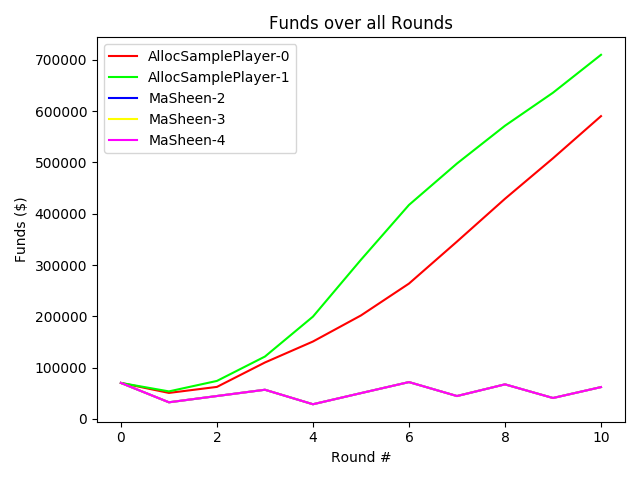 Funds over all Rounds
AllocSamplePlayer-0
AllocSamplePlayer-1
MaSheen-2
MaSheen-3
MaSheen-4
Funds ($)
700000
600000
500000
400000
300000
200000
100000
0
0 2 4 6 8 10
Round #